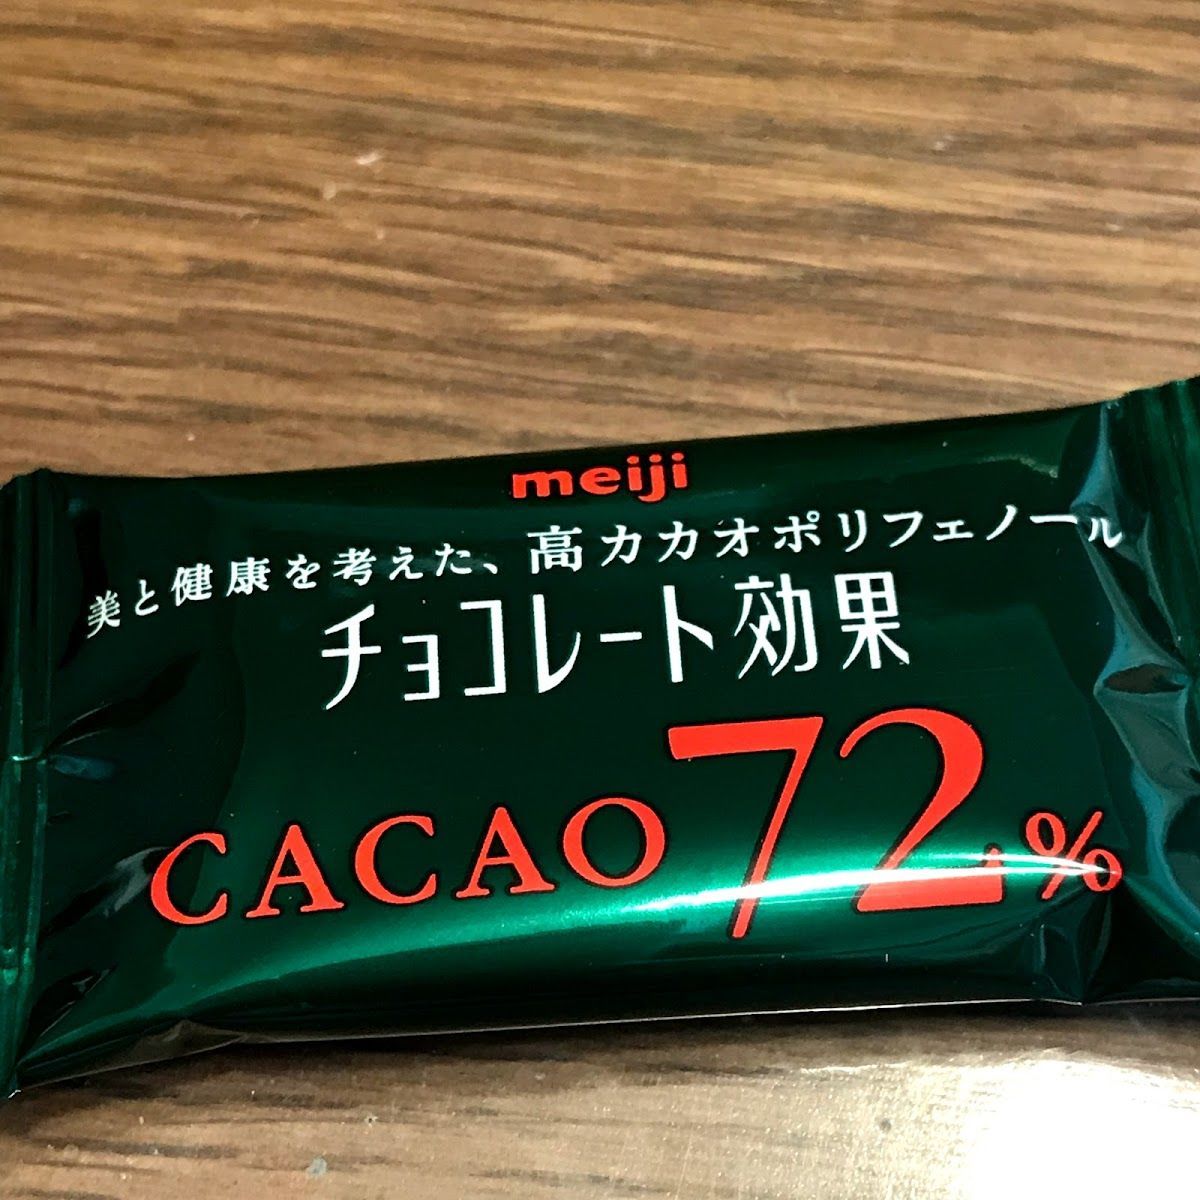 meiji
美と健康を考えた、高カカオポリフェノール
チョコレート効果
CACAO 72%